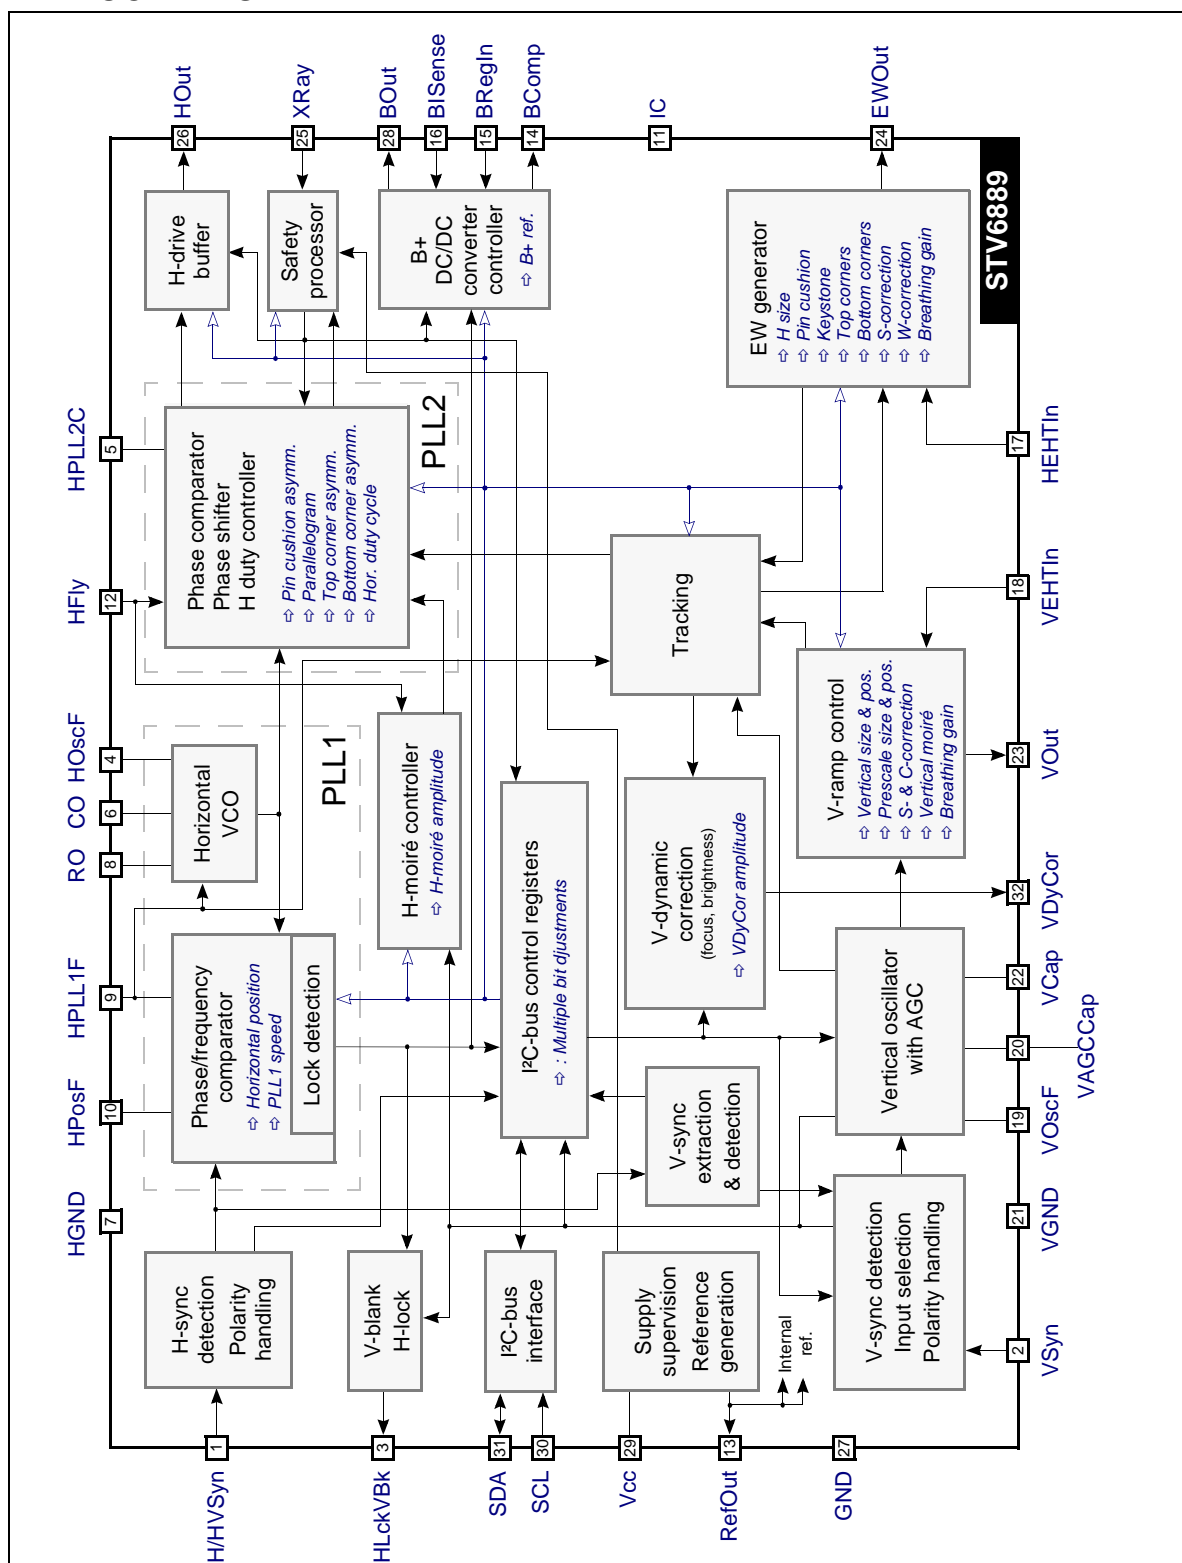 HGND
HPosF
HPLL1F
RO
CO
HOscF
HFly
HPLL2C
7
10
9
8
6
4
12
5
H/HVSyn
1
H-sync
detection
Polarity
handling
Phase/frequency
comparator
⇨ Horizontal position
⇨ PLL1 speed
Lock detection
Horizontal
VCO
PLL1
Phase comparator
Phase shifter
H duty controller
⇨ Pin cushion asymm.
⇨ Parallelogram
⇨ Top corner asymm.
⇨ Bottom corner asymm.
⇨ Hor. duty cycle
PLL2
H-drive
buffer
26
HOut
Safety
processor
25
XRay
HLckVBk
3
V-blank
H-lock
H-moiré controller
⇨ H-moiré amplitude
B+
DC/DC
converter
controller
⇨ B+ ref.
28
BOut
16
BISense
15
BRegIn
14
BComp
SDA
31
SCL
30
I²C-bus
interface
I²C-bus control registers
⇨ : Multiple bit djustments
Vcc
29
RefOut
13
Supply
supervision
Reference
generation
Internal
ref.
V-sync
extraction
& detection
V-dynamic
correction
(focus, brightness)
⇨ VDyCor amplitude
Tracking
11
IC
GND
27
V-sync detection
Input selection
Polarity handling
Vertical oscillator
with AGC
V-ramp control
⇨ Vertical size & pos.
⇨ Prescale size & pos.
⇨ S- & C-correction
⇨ Vertical moiré
⇨ Breathing gain
EW generator
⇨ H size
⇨ Pin cushion
⇨ Keystone
⇨ Top corners
⇨ Bottom corners
⇨ S-correction
⇨ W-correction
⇨ Breathing gain
24
EWOut
STV6889
2
21
19
20
22
32
23
18
17
VSyn
VGND
VOscF
VAGCCap
VCap
VDyCor
VOut
VEHTIn
HEHTIn